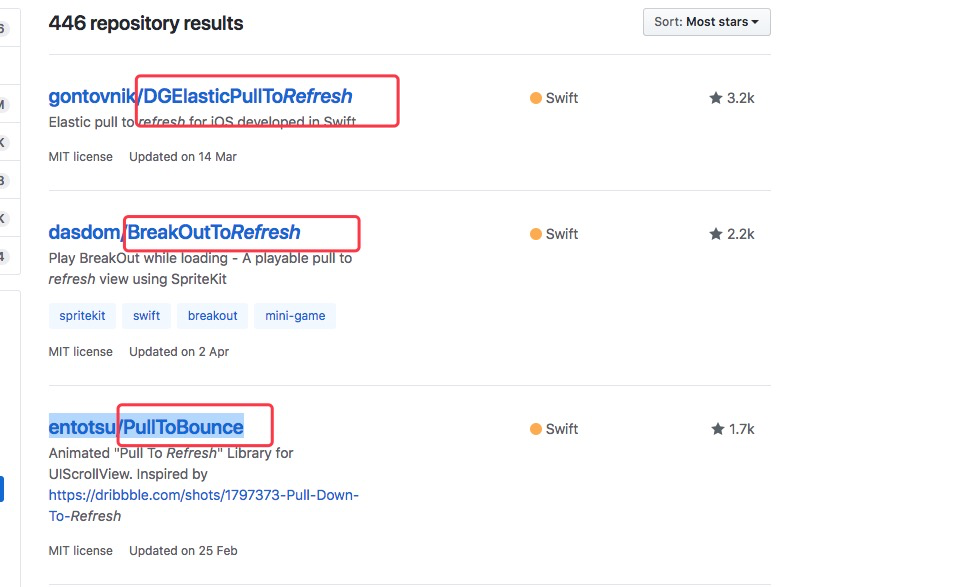 446 repository results
Sort: Most stars
6
gontovnik/DGElasticPullToRefresh
Swift
3.2k
Elastic pull to refresh for iOS developed in Swift
M
MIT license Updated on 14 Mar
K
3
K
dasdom/BreakOutToRefresh
Swift
2.2k
4
Play BreakOut while loading - A playable pull to
refresh view using SpriteKit
spritekit swift breakout mini-game
MIT license Updated on 2 Apr
entotsu/PullToBounce
Swift
1.7k
Animated "Pull To Refresh" Library for
UIScrollView. Inspired by
https://dribbble.com/shots/1797373-Pull-Down-
To-Refresh
MIT license Updated on 25 Feb